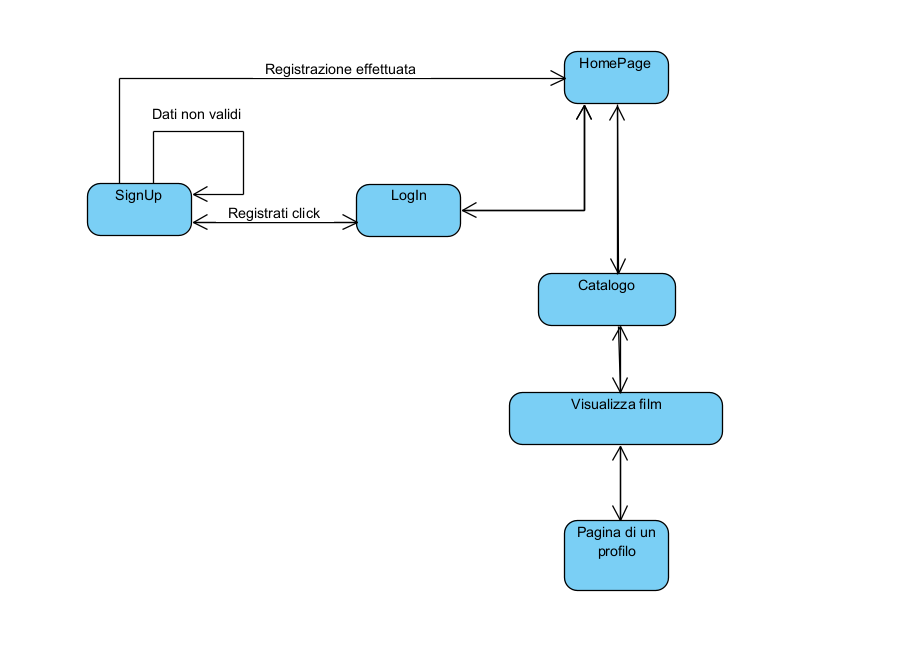 HomePage
Registrazione effettuata
Dati non validi
SignUp
LogIn
Registrati click
Catalogo
Visualizza film
Pagina di un
profilo